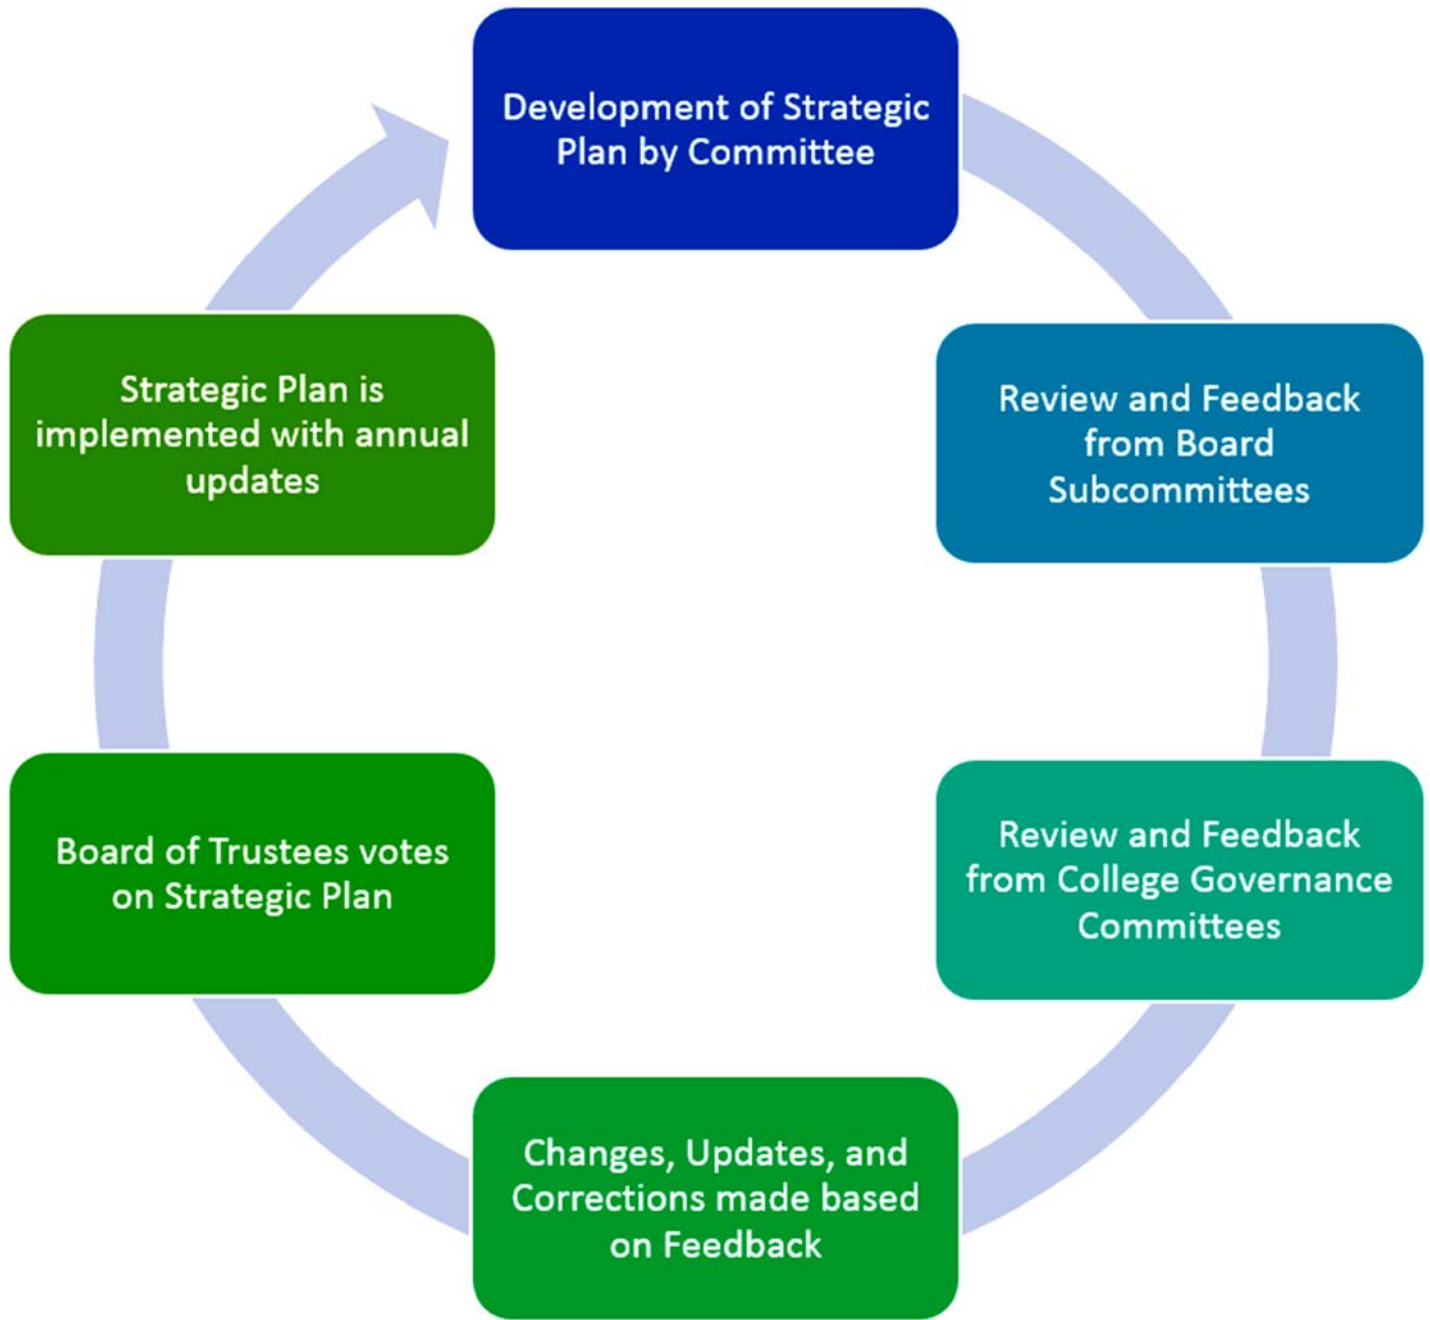 Development of Strategic
Plan by Committee
Review and Feedback
from Board
Subcommittees
Review and Feedback
from College Governance
Committees
Changes, Updates, and
Corrections made based
on Feedback
Board of Trustees votes
on Strategic Plan
Strategic Plan is
implemented with annual
updates